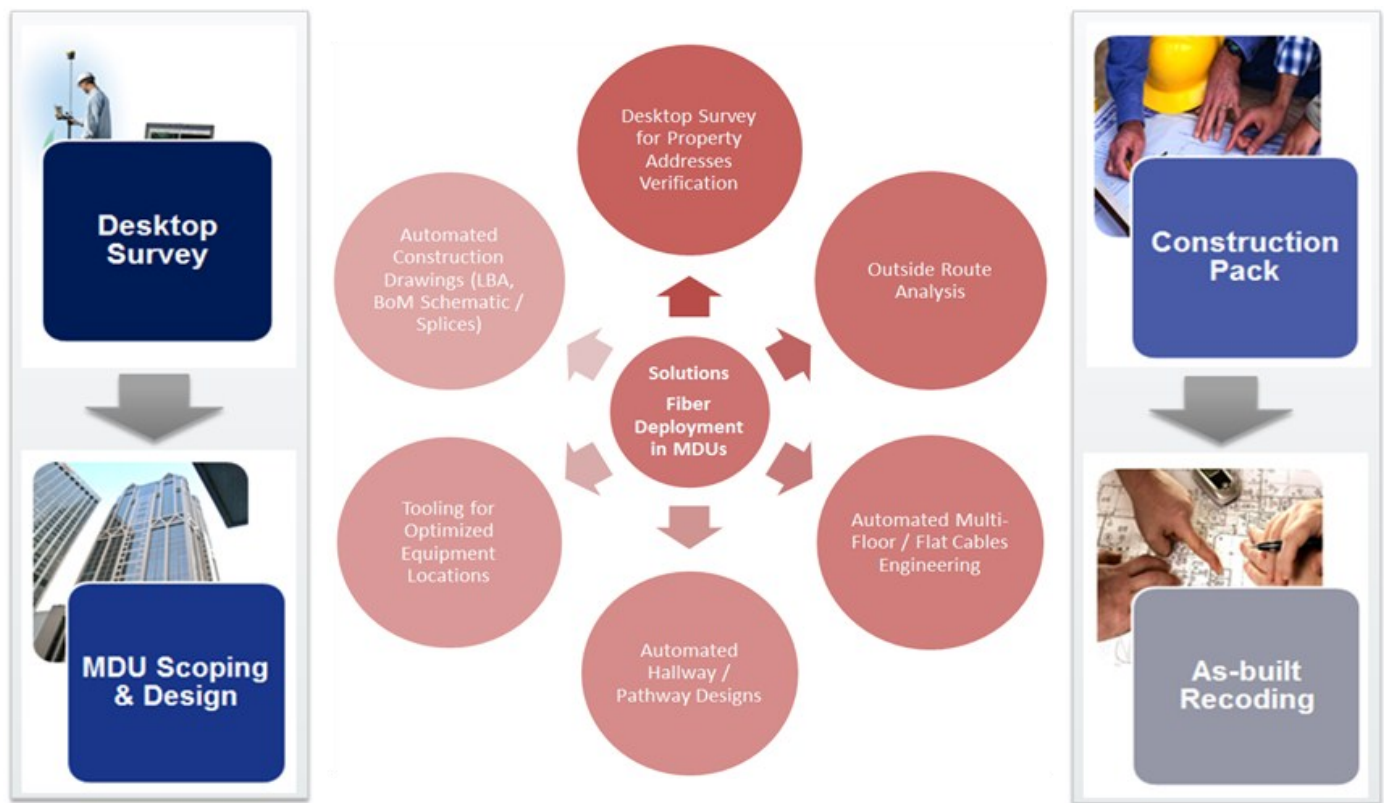 Desktop
Survey
MDU Scoping
& Design
Desktop Survey
for Property
Addresses
Verification
Outside Route
Analysis
Automated Multi-
Floor / Flat Cables
Engineering
Automated
Hallway /
Pathway Designs
Tooling for
Optimized
Equipment
Locations
Automated
Construction
Drawings (LBA,
BoM Schematic /
Splices)
Solutions
Fiber
Deployment
in MDUs
Construction
Pack
As-built
Recoding